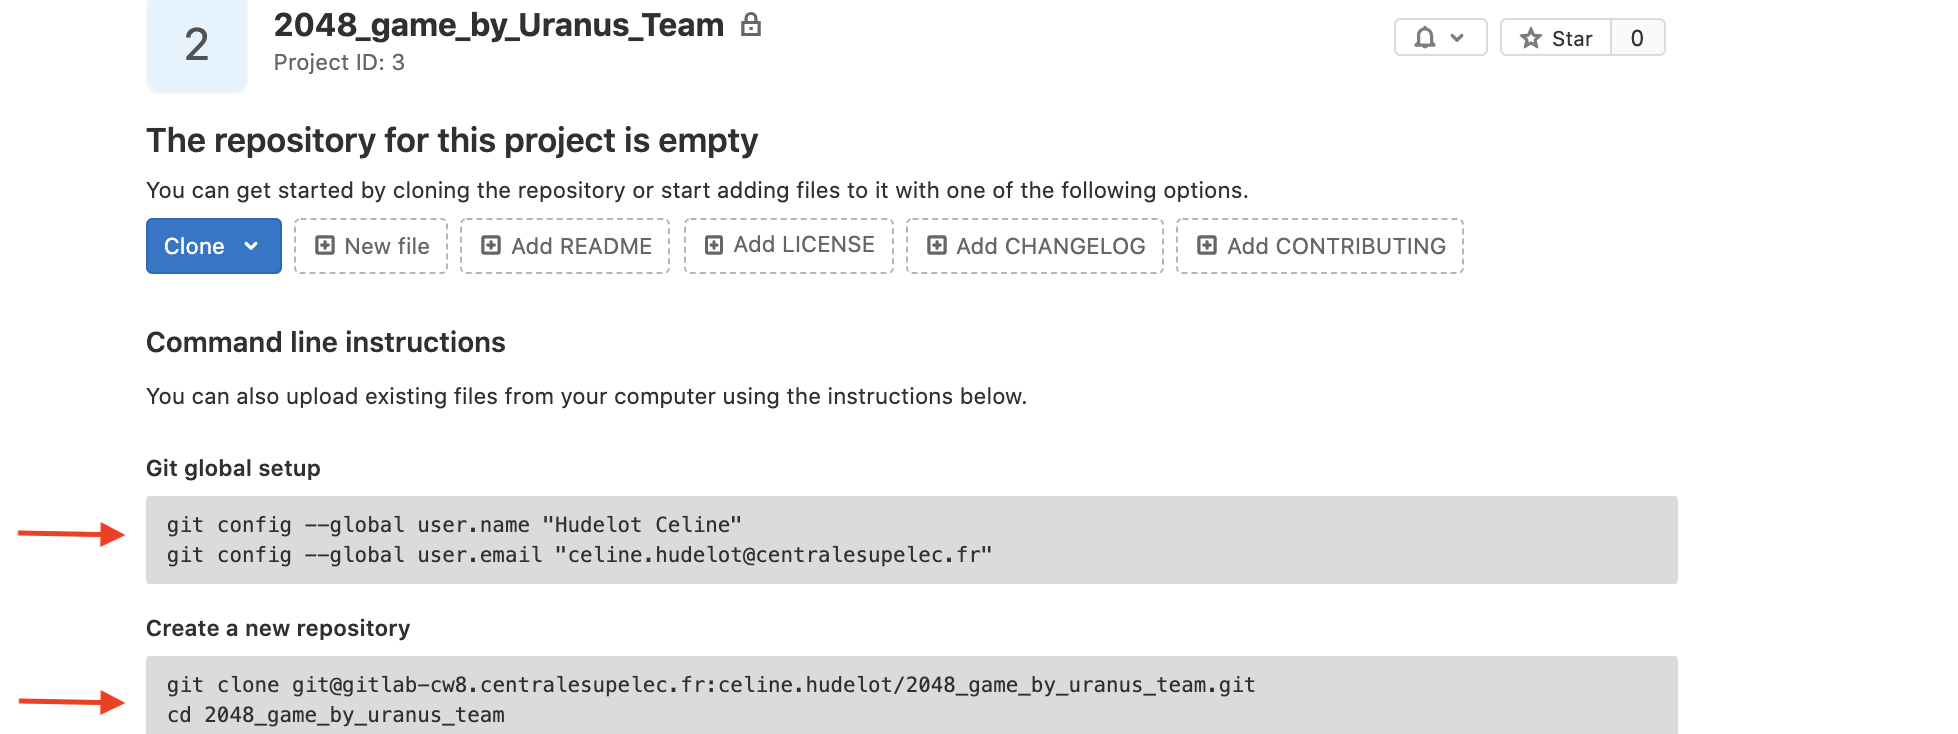 2
2048_game_by_Uranus_Team
Project ID: 3
Star
0
The repository for this project is empty
You can get started by cloning the repository or start adding files to it with one of the following options.
Clone
New file
Add README
Add LICENSE
Add CHANGELOG
Add CONTRIBUTING
Command line instructions
You can also upload existing files from your computer using the instructions below.
Git global setup
git config --global user.name "Hudelot Celine"
git config --global user.email "celine.hudelot@centralesupelec.fr"
Create a new repository
git clone git@gitlab-cw8.centralesupelec.fr:celine.hudelot/2048_game_by_uranus_team.git
cd 2048_game_by_uranus_team